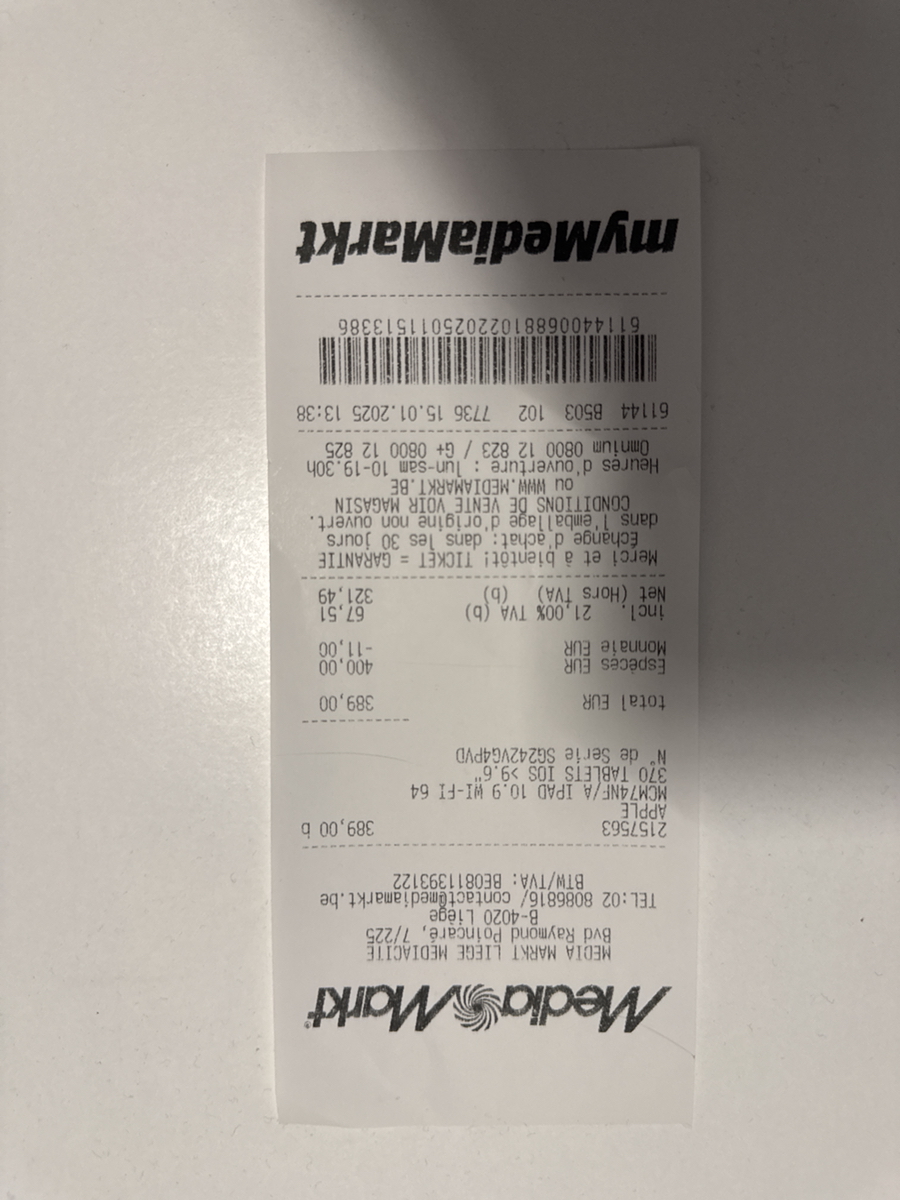 MediaMarkt
MEDIA MARKT LIEGE MEDIACITE
Bvd Raymond Poincaré, 7/225
B-4020 Liège
TEL:02 8086816/ contact@mediamarkt.be
BTW/TVA: BE0811393122
2157563 389,00 b
APPLE
MCM74NF/A IPAD 10.9 WI-FI 64
370 TABLETS IOS >9.6"
N° de Serie SG242VG4PVD
total EUR 389,00
Espèces EUR 400,00
Monnaie EUR -11,00
incl. 21,00% TVA (b) 67,51
Net (Hors TVA) (b) 321,49
Merci et à bientôt! TICKET = GARANTIE
Échange d'achat: dans les 30 jours
dans l'emballage d'origine non ouvert.
CONDITIONS DE VENTE VOIR MAGASIN
ou WWW.MEDIAMARKT.BE
Heures d'ouverture : lun-sam 10-19.30h
Omnium 0800 12 823 / G+ 0800 12 825
61144 B503 102 7736 15.01.2025 13:38
6114400688102202501151 3386
myMediaMarkt